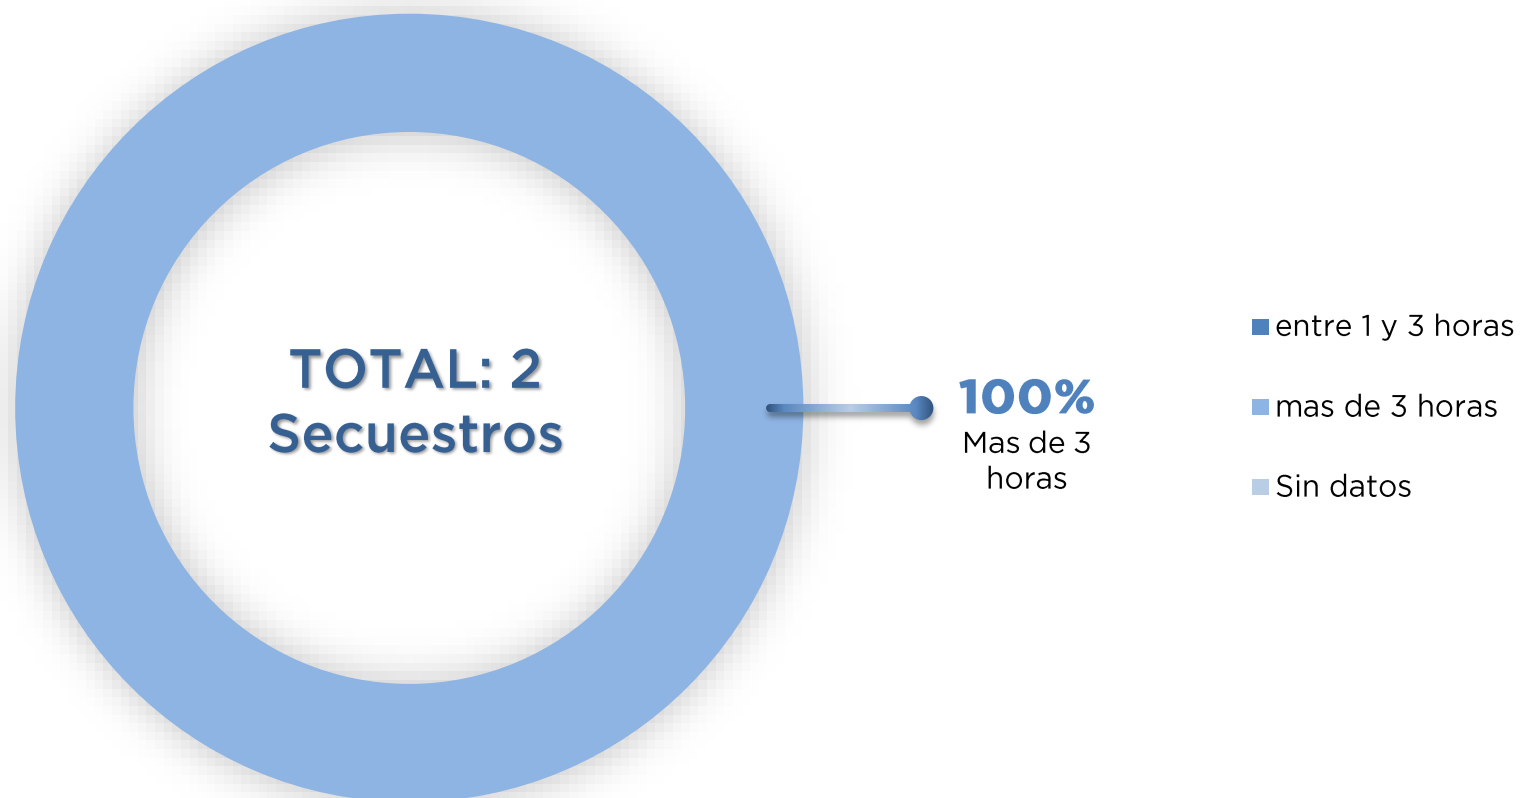 TOTAL: 2
Secuestros
100%
Mas de 3
horas
entre 1 y 3 horas
mas de 3 horas
Sin datos